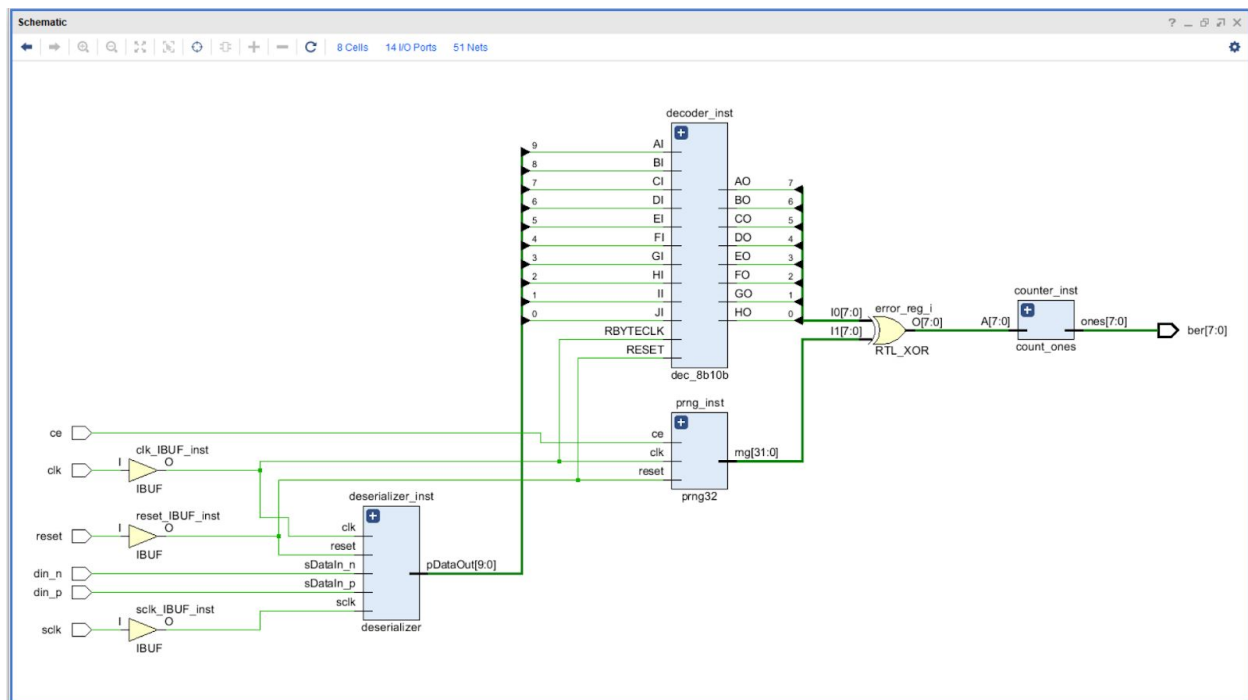 Schematic
8 Cells 14 I/O Ports 51 Nets
decoder_inst
9 AI
8 BI
7 CI AO 7
6 DI BO 6
5 EI CO 5
4 FI DO 4
3 GI EO 3
2 HI FO 2
1 II GO 1
0 JI HO 0
RBYTECLK
RESET
dec_8b10b
I0[7:0]
I1[7:0]
error_reg_i
O[7:0]
RTL_XOR
counter_inst
A[7:0] ones[7:0]
count_ones
ber[7:0]
prng_inst
ce
clk
reset
rng[31:0]
prng32
ce
clk
I O
clk_IBUF_inst
IBUF
reset
I O
reset_IBUF_inst
IBUF
din_n
din_p
sclk
I O
sclk_IBUF_inst
IBUF
deserializer_inst
clk
reset
sDataIn_n
sDataIn_p
sclk
pDataOut[9:0]
deserializer